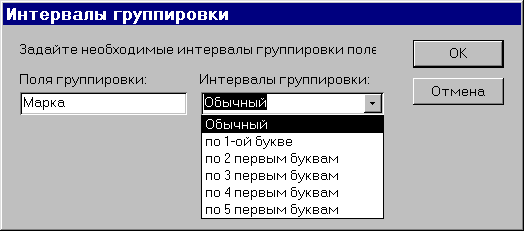 Интервалы группировки
Задайте необходимые интервалы группировки поле
OK
Поля группировки:
Интервалы группировки:
Отмена
Марка
Обычный
Обычный
по 1-ой букве
по 2 первым буквам
по 3 первым буквам
по 4 первым буквам
по 5 первым буквам